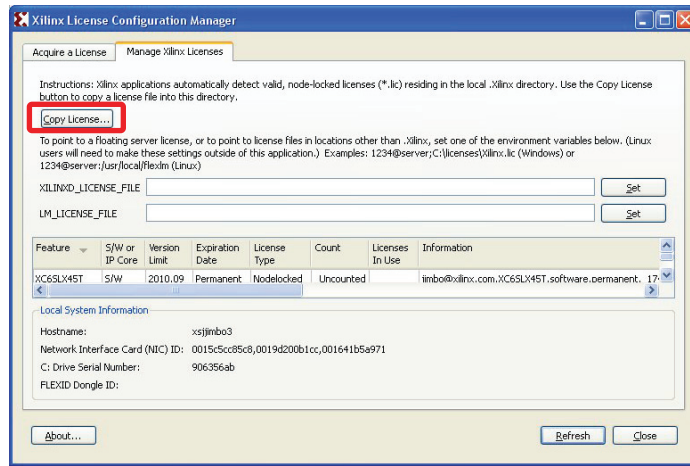 Xilinx License Configuration Manager
Acquire a License Manage Xilinx Licenses
Instructions: Xilinx applications automatically detect valid, node-locked licenses (*.lic) residing in the local .Xilinx directory. Use the Copy License
button to copy a license file into this directory.
Copy License...
To point to a floating server license, or to point to license files in locations other than .Xilinx, set one of the environment variables below. (Linux
users will need to make these settings outside of this application.) Examples: 1234@server;C:\licenses\Xilinx.lic (Windows) or
1234@server:/usr/local/flexlm (Linux)
XILINXD_LICENSE_FILE Set
LM_LICENSE_FILE Set
Feature S/W or Version Expiration License Count Licenses Information
IP Core Limit Date Type In Use
XC6SLX45T S/W 2010.09 Permanent Nodelocked Uncounted jimbo@xilinx.com.XC6SLX45T.software.permanent.
Local System Information
Hostname: xsjjimbo3
Network Interface Card (NIC) ID: 0015c5cc85c8,0019d200b1cc,001641b5a971
C: Drive Serial Number: 906356ab
FLEXID Dongle ID:
About... Refresh Close